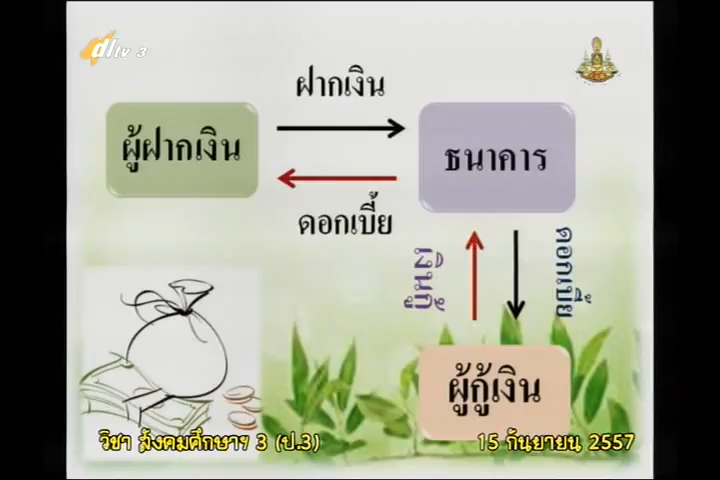 dltv 3
ฝากเงิน
ผู้ฝากเงิน
ธนาคาร
ดอกเบี้ย
เงินกู้
ดอกเบี้ย
ผู้กู้เงิน
วิชา สังคมศึกษาฯ 3 (ป.3)
15 กันยายน 2557